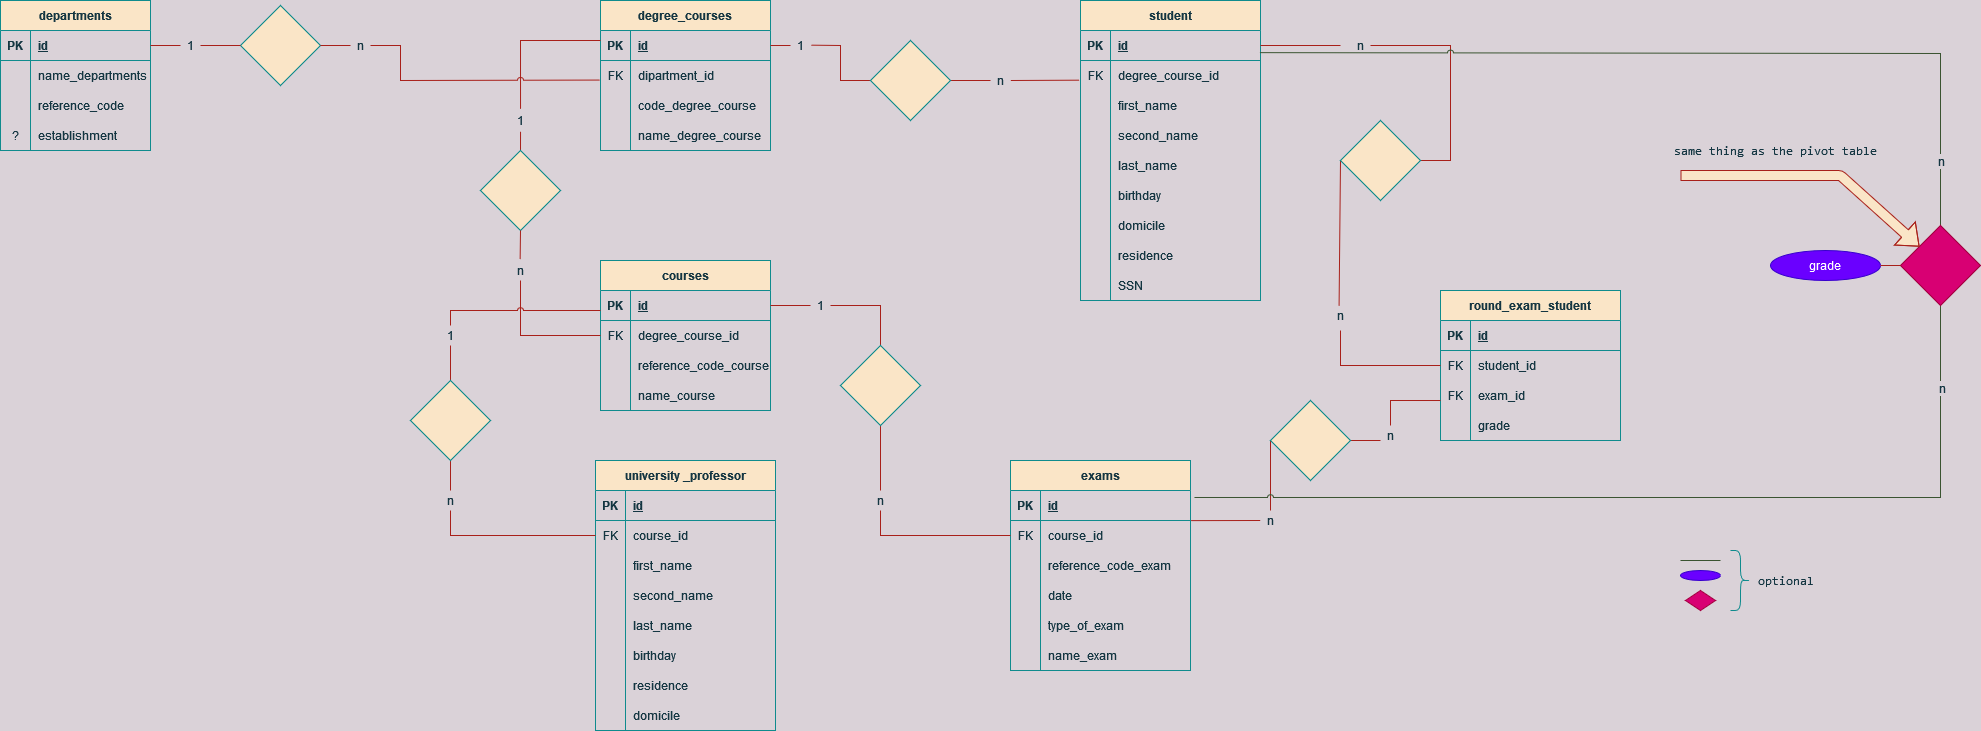 departments
PK id
name_departments
reference_code
? establishment
1
n
degree_courses
PK id
FK dipartment_id
code_degree_course
name_degree_course
1
n
1
n
student
PK id
FK degree_course_id
first_name
second_name
last_name
birthday
domicile
residence
SSN
n
n
same thing as the pivot table
n
grade
n
courses
PK id
FK degree_course_id
reference_code_course
name_course
1
n
1
n
round_exam_student
PK id
FK student_id
FK exam_id
grade
university _professor
PK id
FK course_id
first_name
second_name
last_name
birthday
residence
domicile
exams
PK id
FK course_id
reference_code_exam
date
type_of_exam
name_exam
n
n
optional